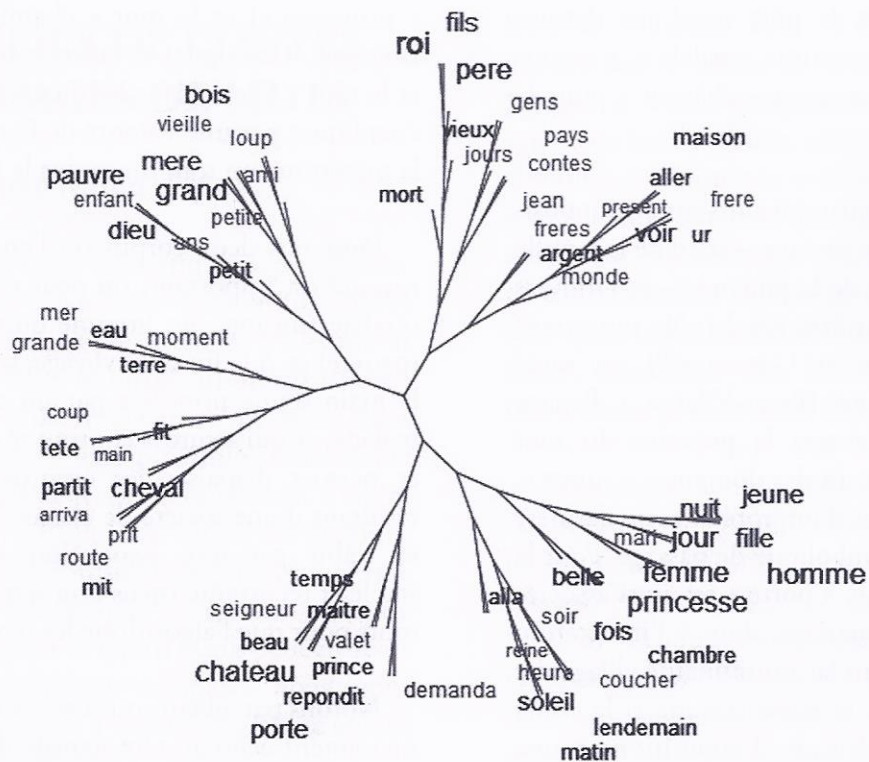 fils
roi
pere
bois
gens
vieille
vieux
pays
loup
maison
mere
jours
contes
pauvre
grand
ami
aller
enfant
mort
jean
present
frere
petite
dieu
freres
voir ur
ans
argent
petit
monde
mer
eau
moment
grande
terre
coup
fit
tete
main
partit
cheval
jeune
arriva
nuit
prit
mari
jour
fille
route
temps
belle
femme
homme
mit
alla
seigneur
maitre
soir
princesse
beau
valet
fois
reine
chambre
chateau
prince
heure
coucher
repondit
demanda
soleil
porte
lendemain
matin